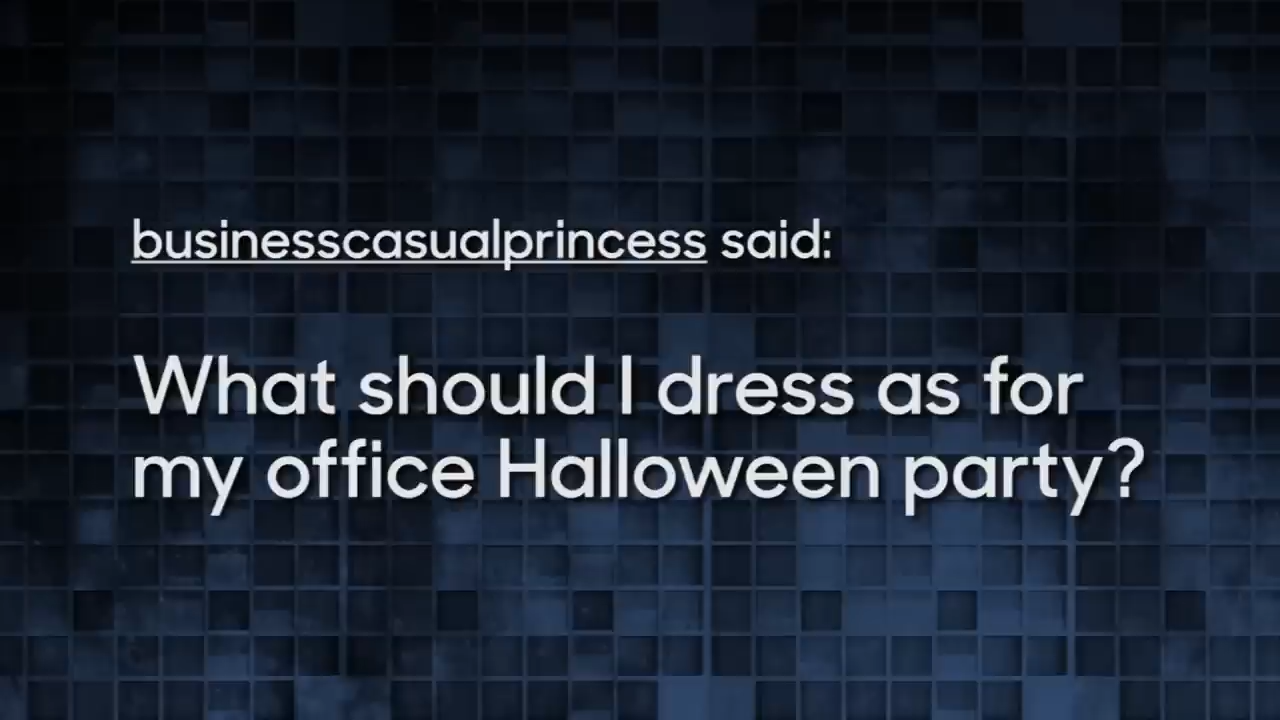 businesscasualprincess said:
What should I dress as for
my office Halloween party?